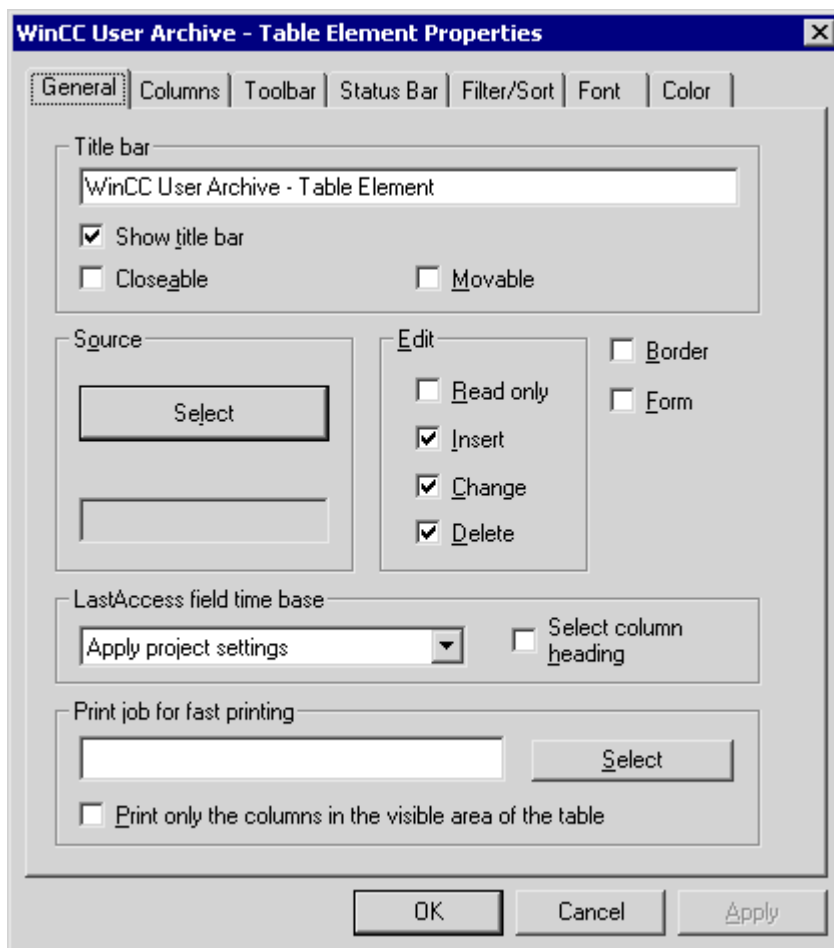 WinCC User Archive - Table Element Properties
General Columns Toolbar Status Bar Filter/Sort Font Color
Title bar
WinCC User Archive - Table Element
Show title bar
Closeable Movable
Source
Select
Edit
Read only
Insert
Change
Delete
Border
Form
LastAccess field time base
Apply project settings
Select column
heading
Print job for fast printing
Select
Print only the columns in the visible area of the table
OK Cancel Apply